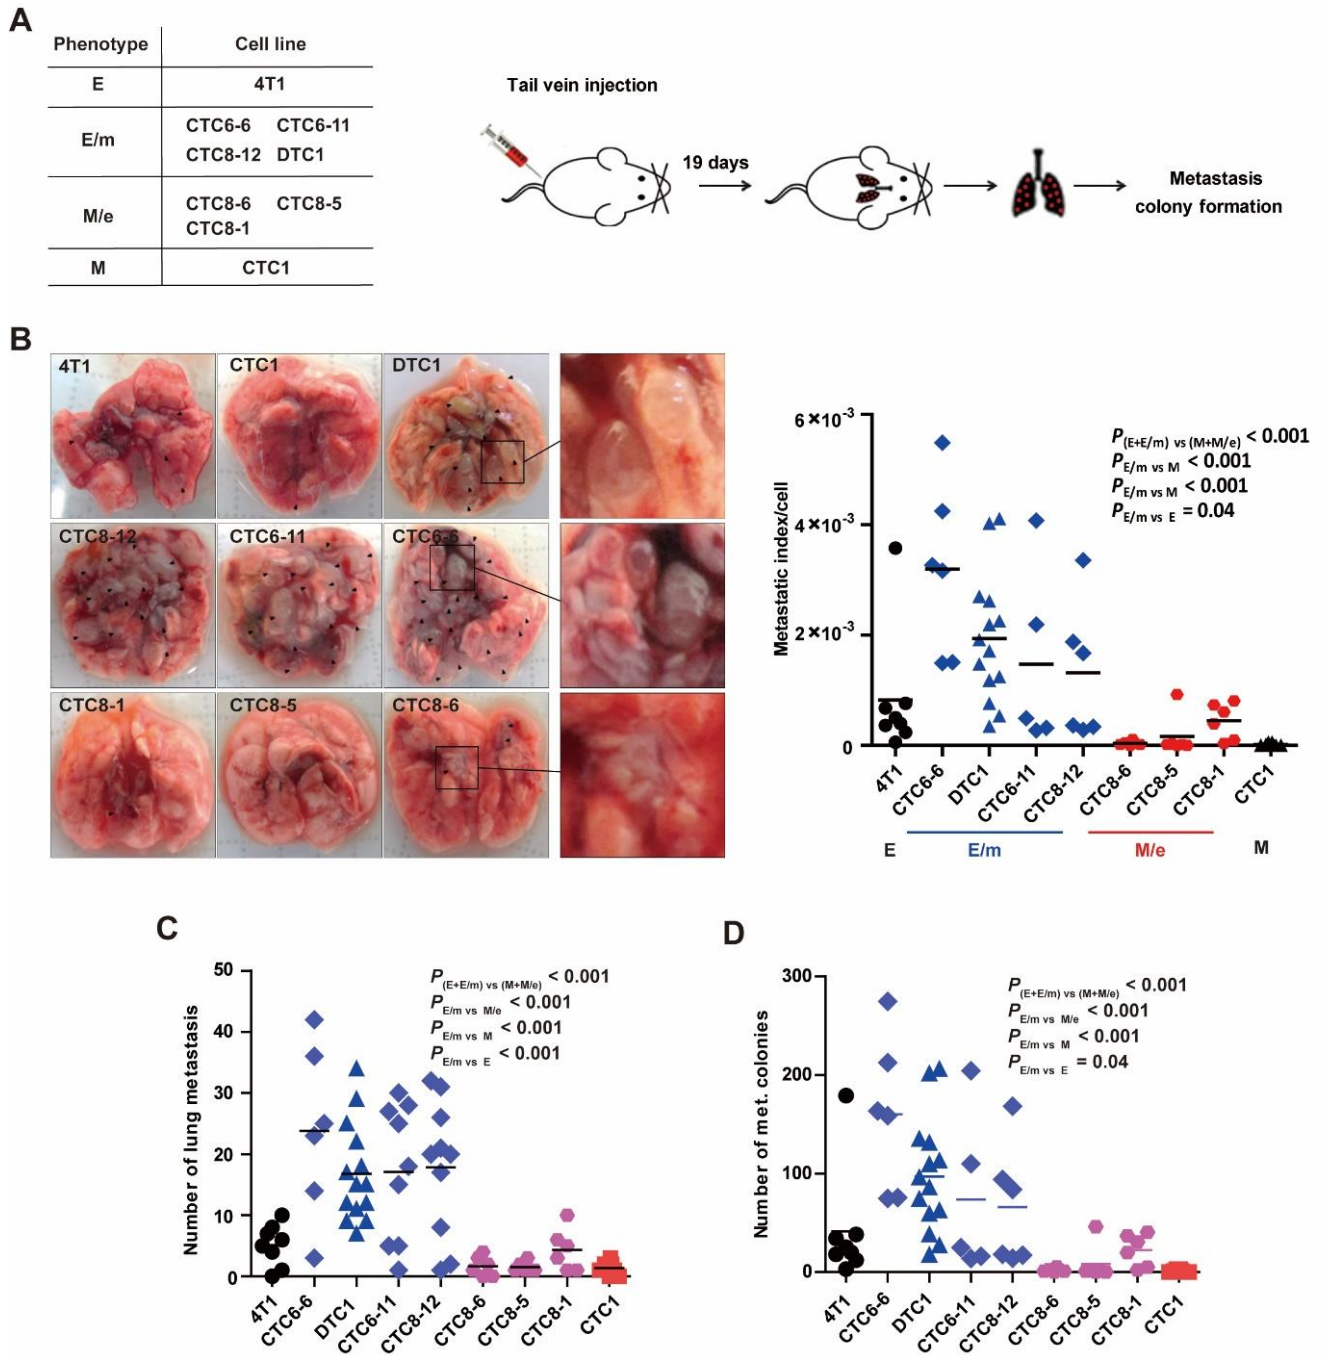 A
Phenotype Cell line
E 4T1
E/m CTC6-6 CTC6-11
CTC8-12 DTC1
M/e CTC8-6 CTC8-5
CTC8-1
M CTC1
Tail vein injection
19 days
Metastasis
colony formation
B
4T1 CTC1 DTC1
CTC8-12 CTC6-11 CTC6-6
CTC8-1 CTC8-5 CTC8-6
Metastatic index/cell
6×10-3
4×10-3
2×10-3
0
P(E+E/m) vs (M+M/e) < 0.001
PE/m vs M < 0.001
PE/m vs M < 0.001
PE/m vs E = 0.04
4T1 CTC6-6 DTC1 CTC6-11 CTC8-12 CTC8-6 CTC8-5 CTC8-1 CTC1
E E/m M/e M
C
Number of lung metastasis
50
40
30
20
10
0
P(E+E/m) vs (M+M/e) < 0.001
PE/m vs M/e < 0.001
PE/m vs M < 0.001
PE/m vs E < 0.001
4T1 CTC6-6 DTC1 CTC6-11 CTC8-12 CTC8-6 CTC8-5 CTC8-1 CTC1
D
Number of met. colonies
300
200
100
0
P(E+E/m) vs (M+M/e) < 0.001
PE/m vs M/e < 0.001
PE/m vs M < 0.001
PE/m vs E = 0.04
4T1 CTC6-6 DTC1 CTC6-11 CTC8-12 CTC8-6 CTC8-5 CTC8-1 CTC1